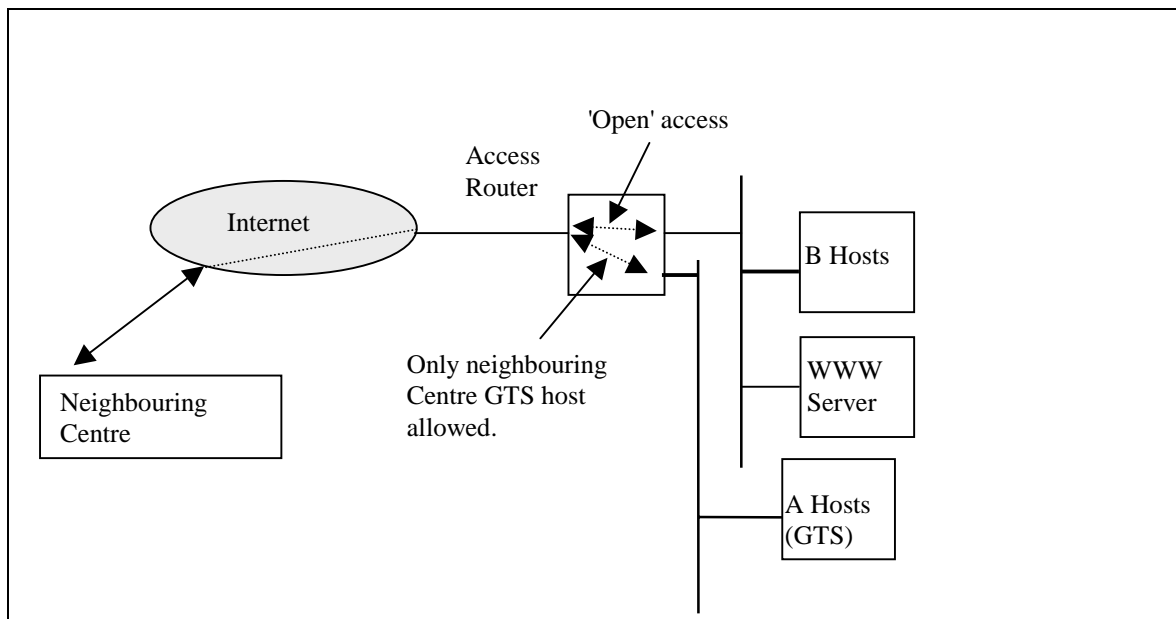 'Open' access
Access
Router
Internet
B Hosts
Only neighbouring
Centre GTS host
allowed.
WWW
Server
Neighbouring
Centre
A Hosts
(GTS)